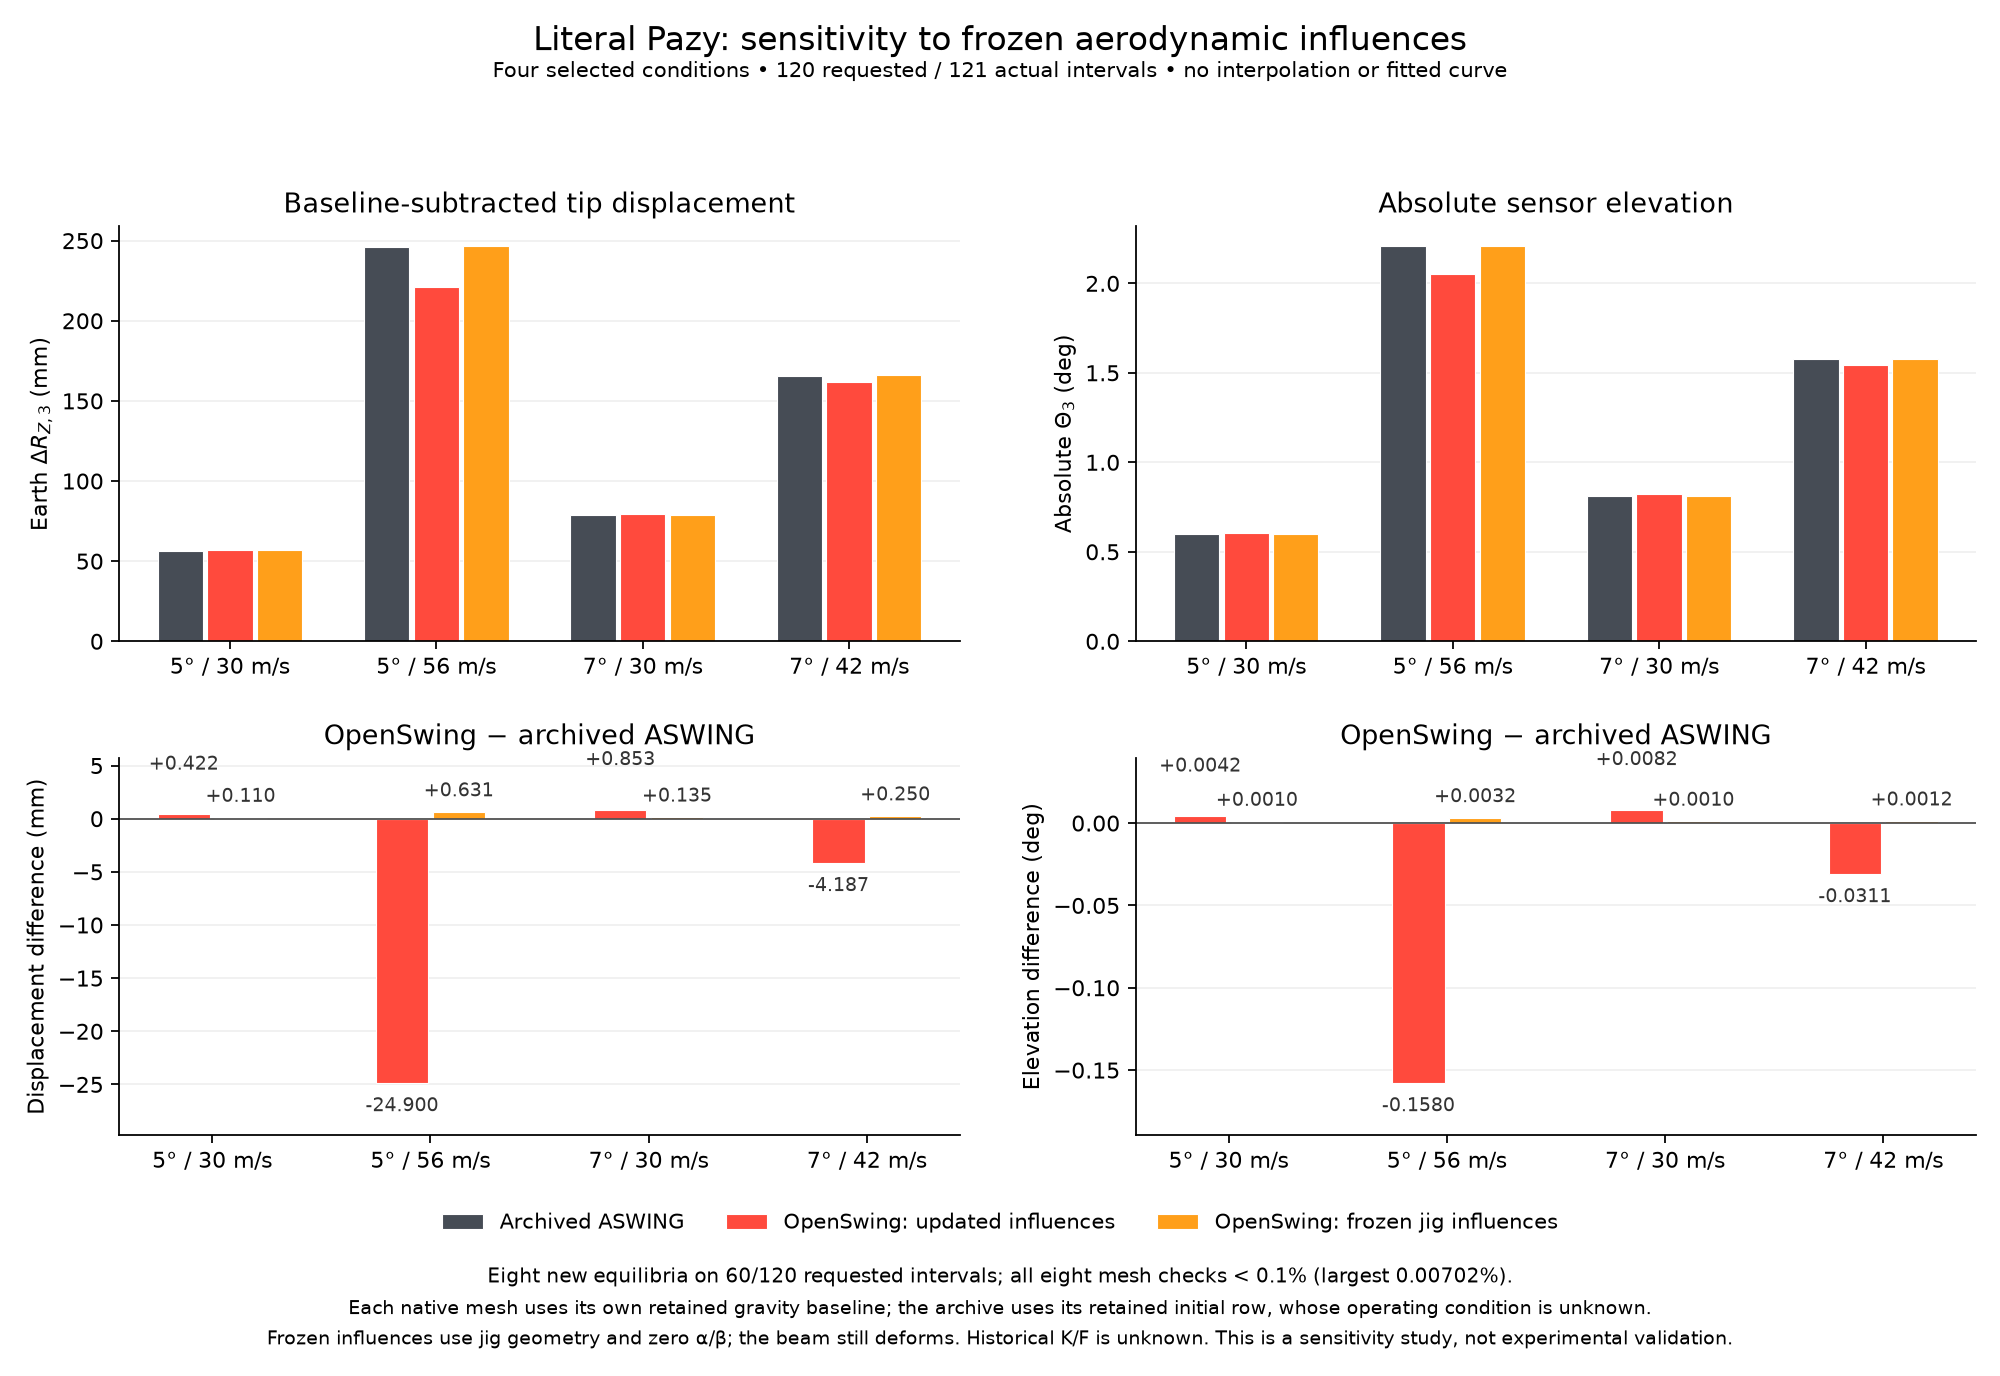 Literal Pazy: sensitivity to frozen aerodynamic influences
Four selected conditions • 120 requested / 121 actual intervals • no interpolation or fitted curve
Baseline-subtracted tip displacement
Earth ΔR_Z,3 (mm)
250
200
150
100
50
0
5° / 30 m/s
5° / 56 m/s
7° / 30 m/s
7° / 42 m/s
Absolute sensor elevation
Absolute Θ₃ (deg)
2.0
1.5
1.0
0.5
0.0
5° / 30 m/s
5° / 56 m/s
7° / 30 m/s
7° / 42 m/s
OpenSwing − archived ASWING
Displacement difference (mm)
5
0
−5
−10
−15
−20
−25
+0.422
+0.110
-24.900
+0.631
+0.853
+0.135
-4.187
+0.250
5° / 30 m/s
5° / 56 m/s
7° / 30 m/s
7° / 42 m/s
OpenSwing − archived ASWING
Elevation difference (deg)
0.00
−0.05
−0.10
−0.15
+0.0042
+0.0010
-0.1580
+0.0032
+0.0082
+0.0010
-0.0311
+0.0012
5° / 30 m/s
5° / 56 m/s
7° / 30 m/s
7° / 42 m/s
Archived ASWING
OpenSwing: updated influences
OpenSwing: frozen jig influences
Eight new equilibria on 60/120 requested intervals; all eight mesh checks < 0.1% (largest 0.00702%).
Each native mesh uses its own retained gravity baseline; the archive uses its retained initial row, whose operating condition is unknown.
Frozen influences use jig geometry and zero α/β; the beam still deforms. Historical K/F is unknown. This is a sensitivity study, not experimental validation.